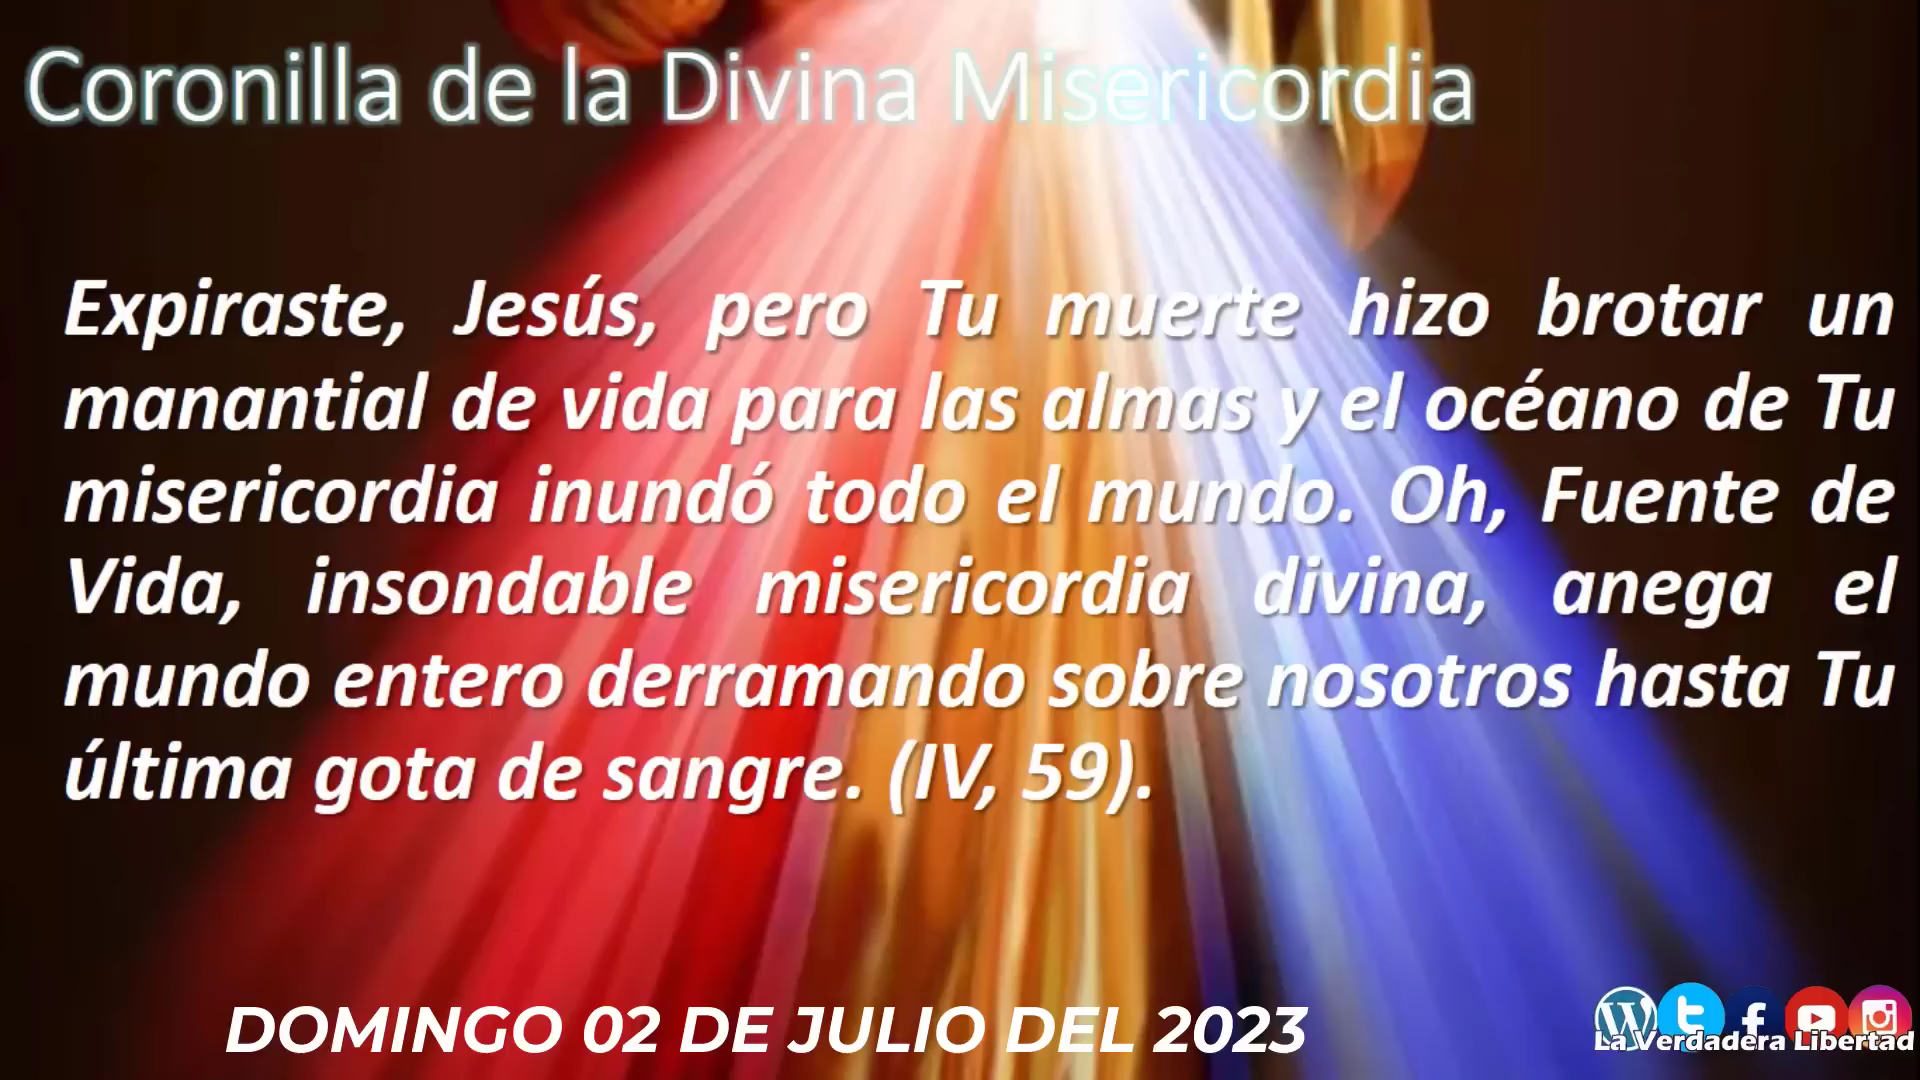 Coronilla de la Divina Misericordia
Expiraste, Jesús, pero Tu muerte hizo brotar un
manantial de vida para las almas y el océano de Tu
misericordia inundó todo el mundo. Oh, Fuente de
Vida, insondable misericordia divina, anega el
mundo entero derramando sobre nosotros hasta Tu
última gota de sangre. (IV, 59).
DOMINGO 02 DE JULIO DEL 2023
La Verdadera Libertad